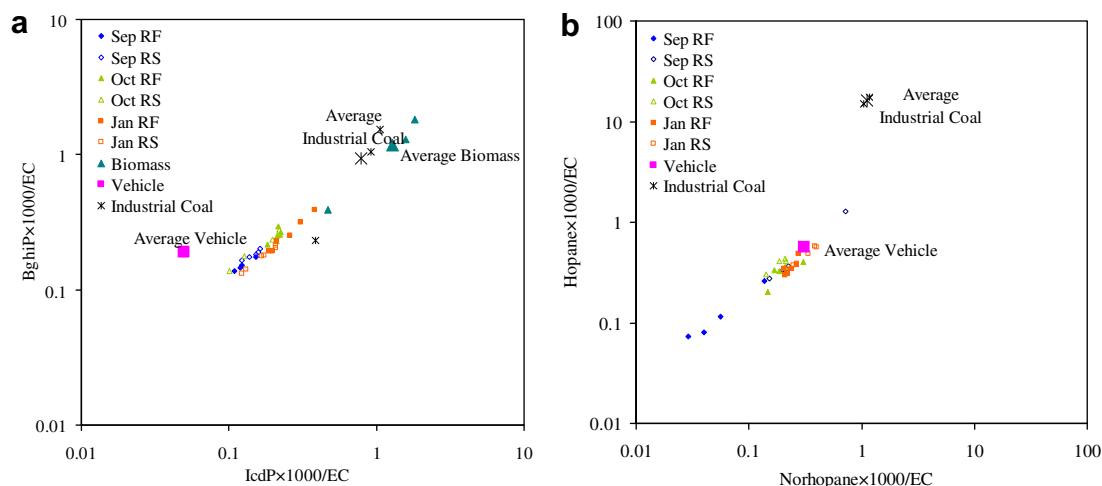 a
10
1
0.1
0.01
BghiP×1000/EC
Sep RF
Sep RS
Oct RF
Oct RS
Jan RF
Jan RS
Biomass
Vehicle
Industrial Coal
Average
Industrial Coal
Average Biomass
Average Vehicle
0.01
0.1
1
10
IcdP×1000/EC
b
100
10
1
0.1
0.01
Hopane×1000/EC
Sep RF
Sep RS
Oct RF
Oct RS
Jan RF
Jan RS
Vehicle
Industrial Coal
Average
Industrial Coal
Average Vehicle
0.01
0.1
1
10
100
Norhopane×1000/EC